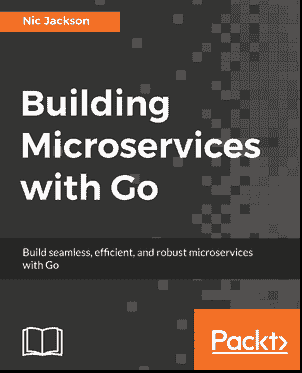 Nic Jackson
Building
Microservices
with Go
Build seamless, efficient, and robust microservices
with Go
Packt>